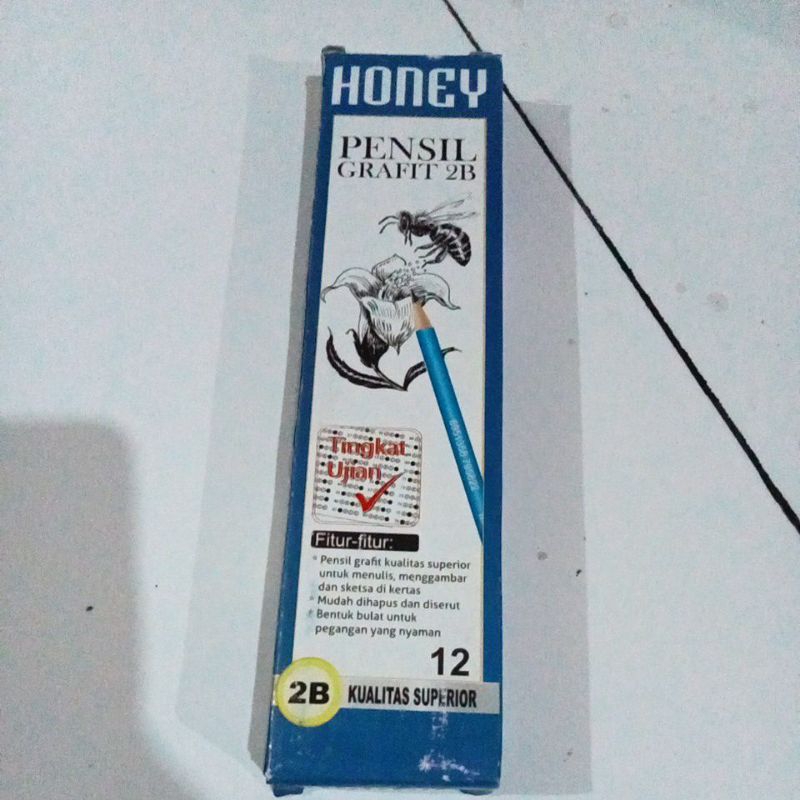 HONEY
PENSIL
GRAFIT 2B
Tingkat
Ujian
Fitur-fitur:
* Pensil grafit kualitas superior
untuk menulis, menggambar
dan sketsa di kertas
* Mudah dihapus dan diserut
* Bentuk bulat untuk
pegangan yang nyaman
12
2B KUALITAS SUPERIOR